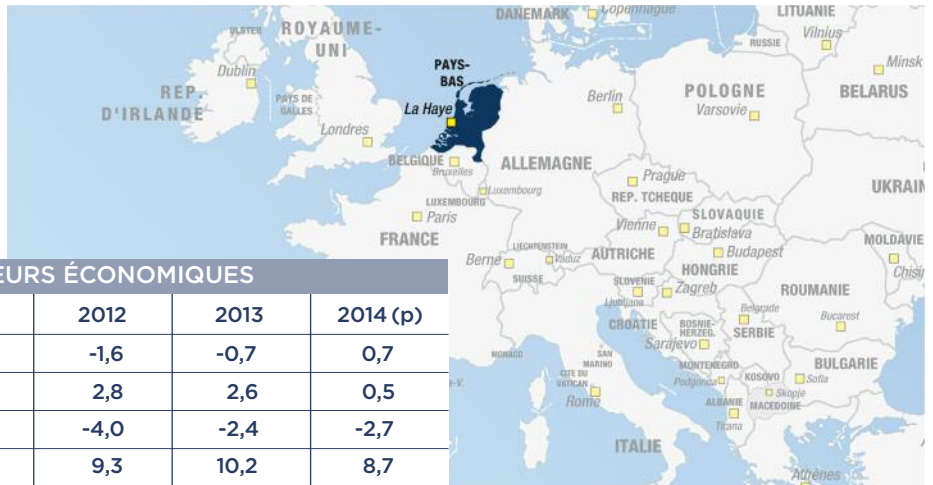 DANEMARK
Copenhague
LITUANIE
Vilnius
RUSSIE
Minsk
BELARUS
ULSTER
ROYAUME-
UNI
Dublin
REP.
D'IRLANDE
PAYS DE
GALLES
Londres
PAYS-
BAS
La Haye
Berlin
POLOGNE
Varsovie
BELGIQUE
Bruxelles
ALLEMAGNE
Luxembourg
LUXEMBOURG
Paris
FRANCE
Prague
REP. TCHEQUE
UKRAIN
SLOVAQUIE
Bratislava
Vienne
MOLDAVIE
Chisi
LIECHTENSTEIN
Vaduz
Berne
SUISSE
AUTRICHE
Budapest
HONGRIE
SLOVENIE
Ljubljana
Zagreb
ROUMANIE
CROATIE
BOSNIE-
HERZEG.
Sarajevo
Belgrade
SERBIE
Bucarest
MONACO
SAN
MARINO
CITE DU
VATICAN
Rome
MONTENEGRO
Podgorica
KOSOVO
BULGARIE
Sofia
Skopje
ALBANIE
MACEDOINE
Tirana
ITALIE
Athènes
EURS ÉCONOMIQUES
2012 2013 2014 (p)
-1,6 -0,7 0,7
2,8 2,6 0,5
-4,0 -2,4 -2,7
9,3 10,2 8,7